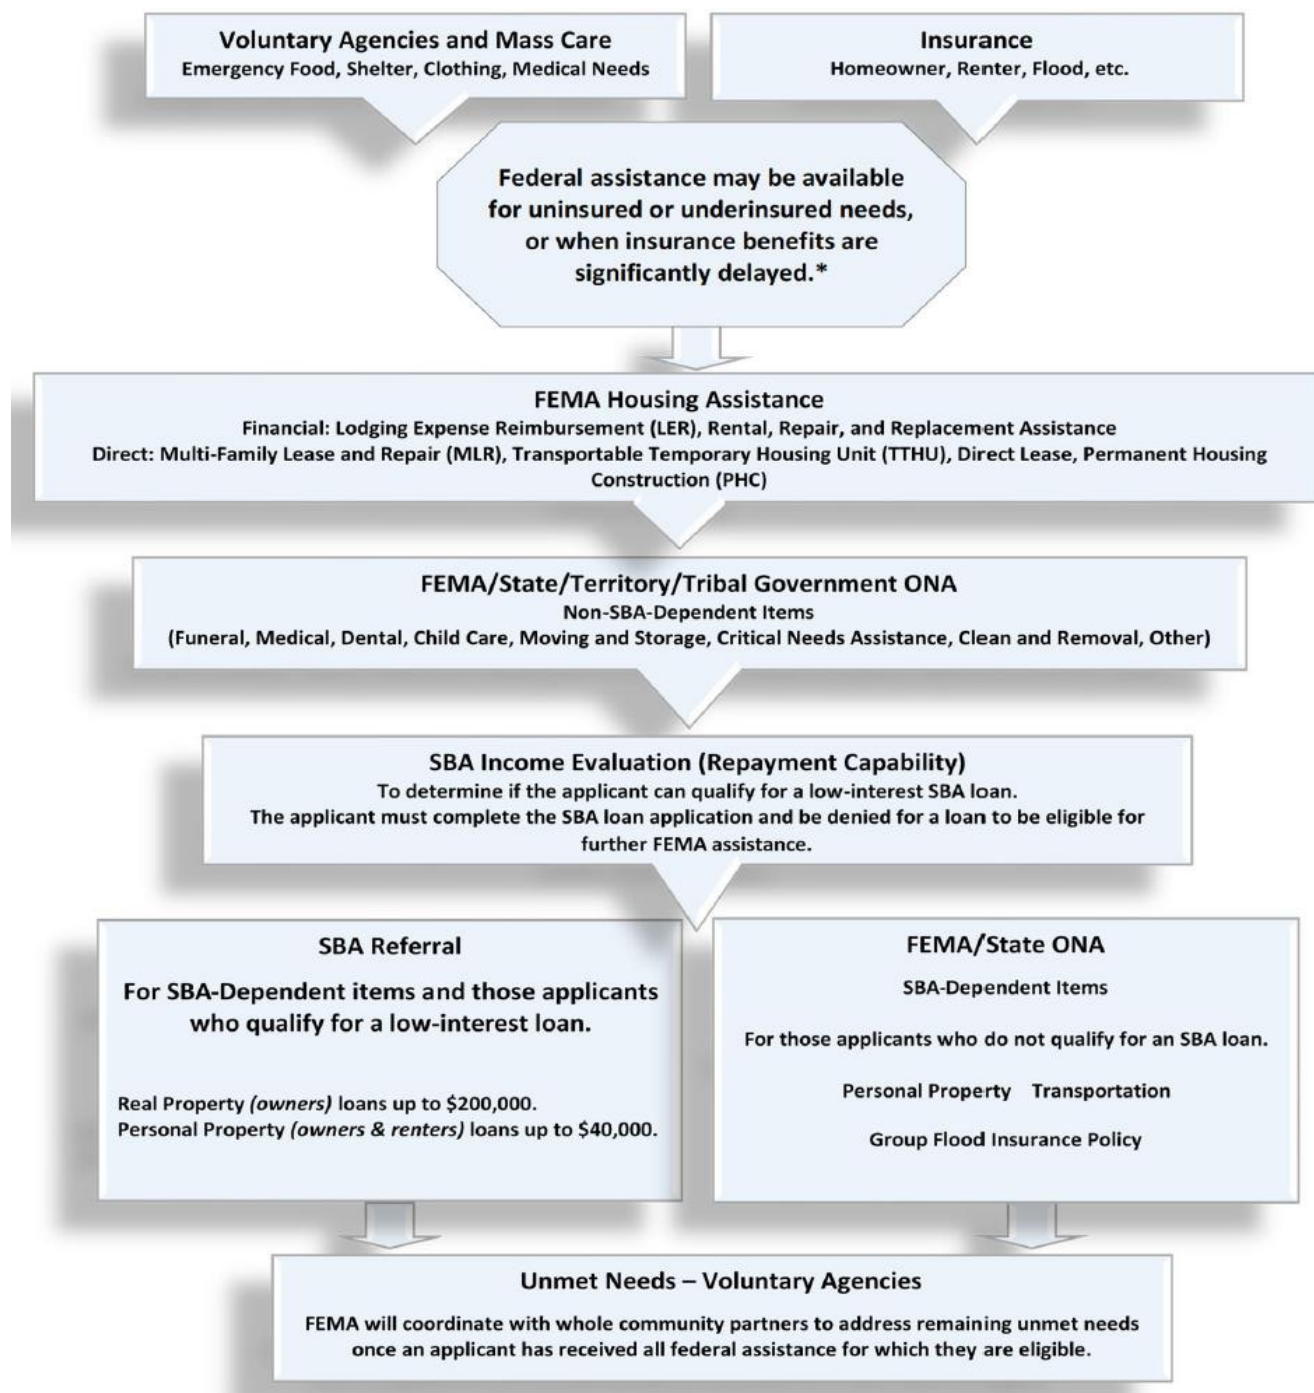 Voluntary Agencies and Mass Care
Emergency Food, Shelter, Clothing, Medical Needs
Insurance
Homeowner, Renter, Flood, etc.
Federal assistance may be available
for uninsured or underinsured needs,
or when insurance benefits are
significantly delayed.*
FEMA Housing Assistance
Financial: Lodging Expense Reimbursement (LER), Rental, Repair, and Replacement Assistance
Direct: Multi-Family Lease and Repair (MLR), Transportable Temporary Housing Unit (TTHU), Direct Lease, Permanent Housing
Construction (PHC)
FEMA/State/Territory/Tribal Government ONA
Non-SBA-Dependent Items
(Funeral, Medical, Dental, Child Care, Moving and Storage, Critical Needs Assistance, Clean and Removal, Other)
SBA Income Evaluation (Repayment Capability)
To determine if the applicant can qualify for a low-interest SBA loan.
The applicant must complete the SBA loan application and be denied for a loan to be eligible for
further FEMA assistance.
SBA Referral
For SBA-Dependent items and those applicants
who qualify for a low-interest loan.
Real Property (owners) loans up to $200,000.
Personal Property (owners & renters) loans up to $40,000.
FEMA/State ONA
SBA-Dependent Items
For those applicants who do not qualify for an SBA loan.
Personal Property Transportation
Group Flood Insurance Policy
Unmet Needs – Voluntary Agencies
FEMA will coordinate with whole community partners to address remaining unmet needs
once an applicant has received all federal assistance for which they are eligible.